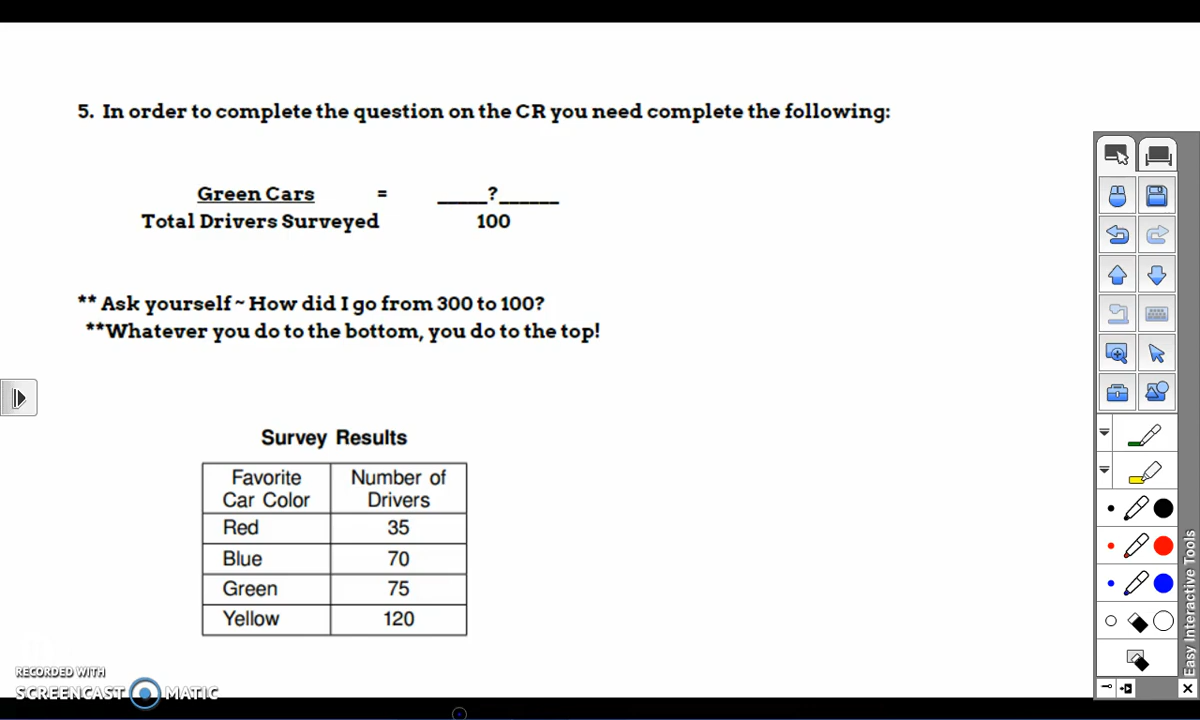 5. In order to complete the question on the CR you need complete the following:
Green Cars = _____?______
Total Drivers Surveyed 100
** Ask yourself ~ How did I go from 300 to 100?
**Whatever you do to the bottom, you do to the top!
Survey Results
Favorite Car Color Number of Drivers
Red 35
Blue 70
Green 75
Yellow 120
RECORDED WITH
SCREENCAST MATIC
Easy Interactive Tools